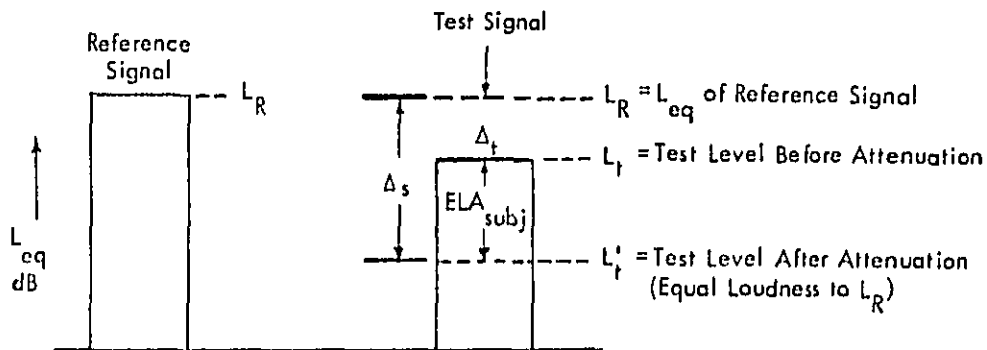 Test Signal
Reference
Signal
L_R
L_R = L_eq of Reference Signal
Δ_t
L_t = Test Level Before Attenuation
Δ_s
ELA_subj
L_eq
dB
L'_t = Test Level After Attenuation
(Equal Loudness to L_R)